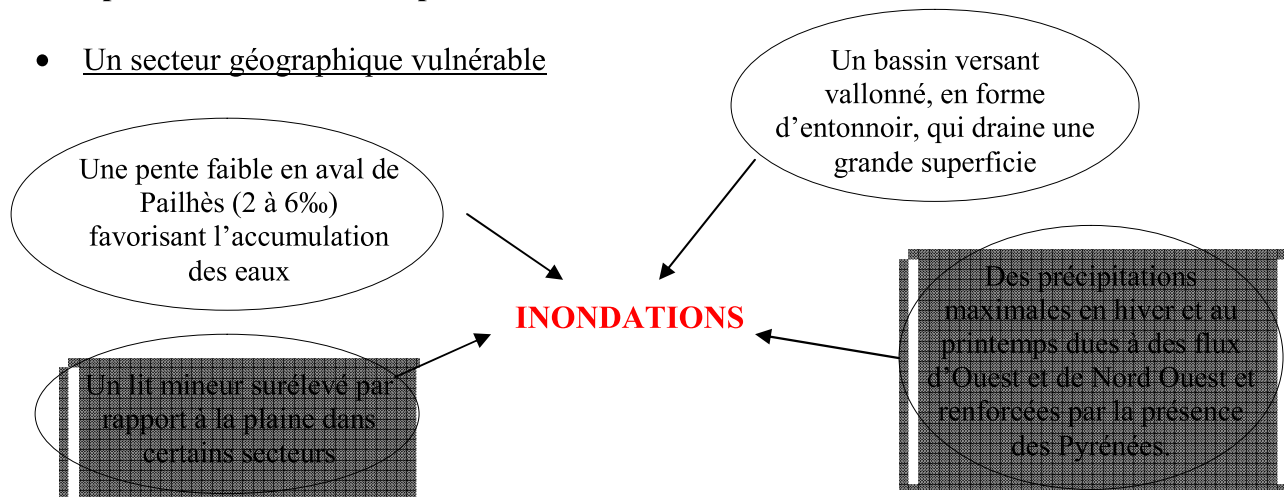 • Un secteur géographique vulnérable
Un bassin versant
vallonné, en forme
d’entonnoir, qui draine une
grande superficie
Une pente faible en aval de
Pailhès (2 à 6‰)
favorisant l’accumulation
des eaux
INONDATIONS
Des précipitations
maximales en hiver et au
printemps dues à des flux
d’Ouest et de Nord Ouest et
renforcées par la présence
des Pyrénées.
Un lit mineur surélevé par
rapport à la plaine dans
certains secteurs